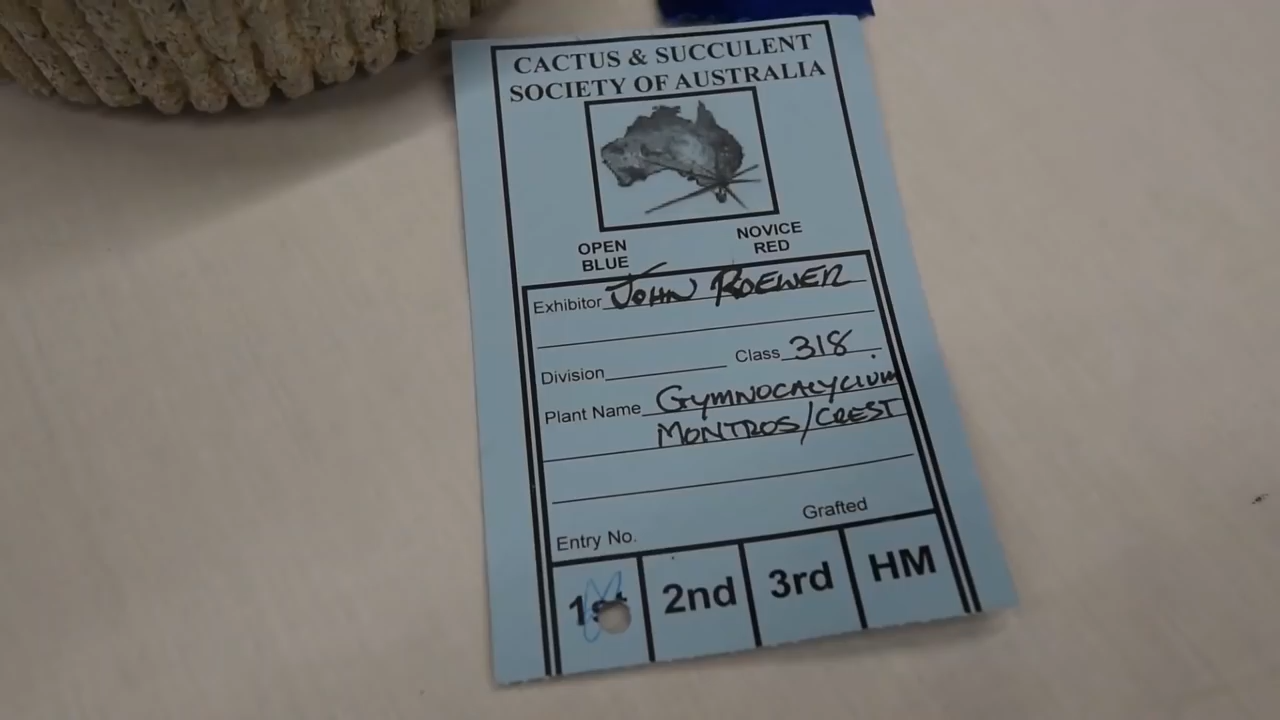 CACTUS & SUCCULENT
SOCIETY OF AUSTRALIA
OPEN
BLUE
NOVICE
RED
Exhibitor JOHN ROEWER
Division Class 318.
Plant Name GYMNOCALYCIUM
MONTROS/CREST
Grafted
Entry No.
1st 2nd 3rd HM